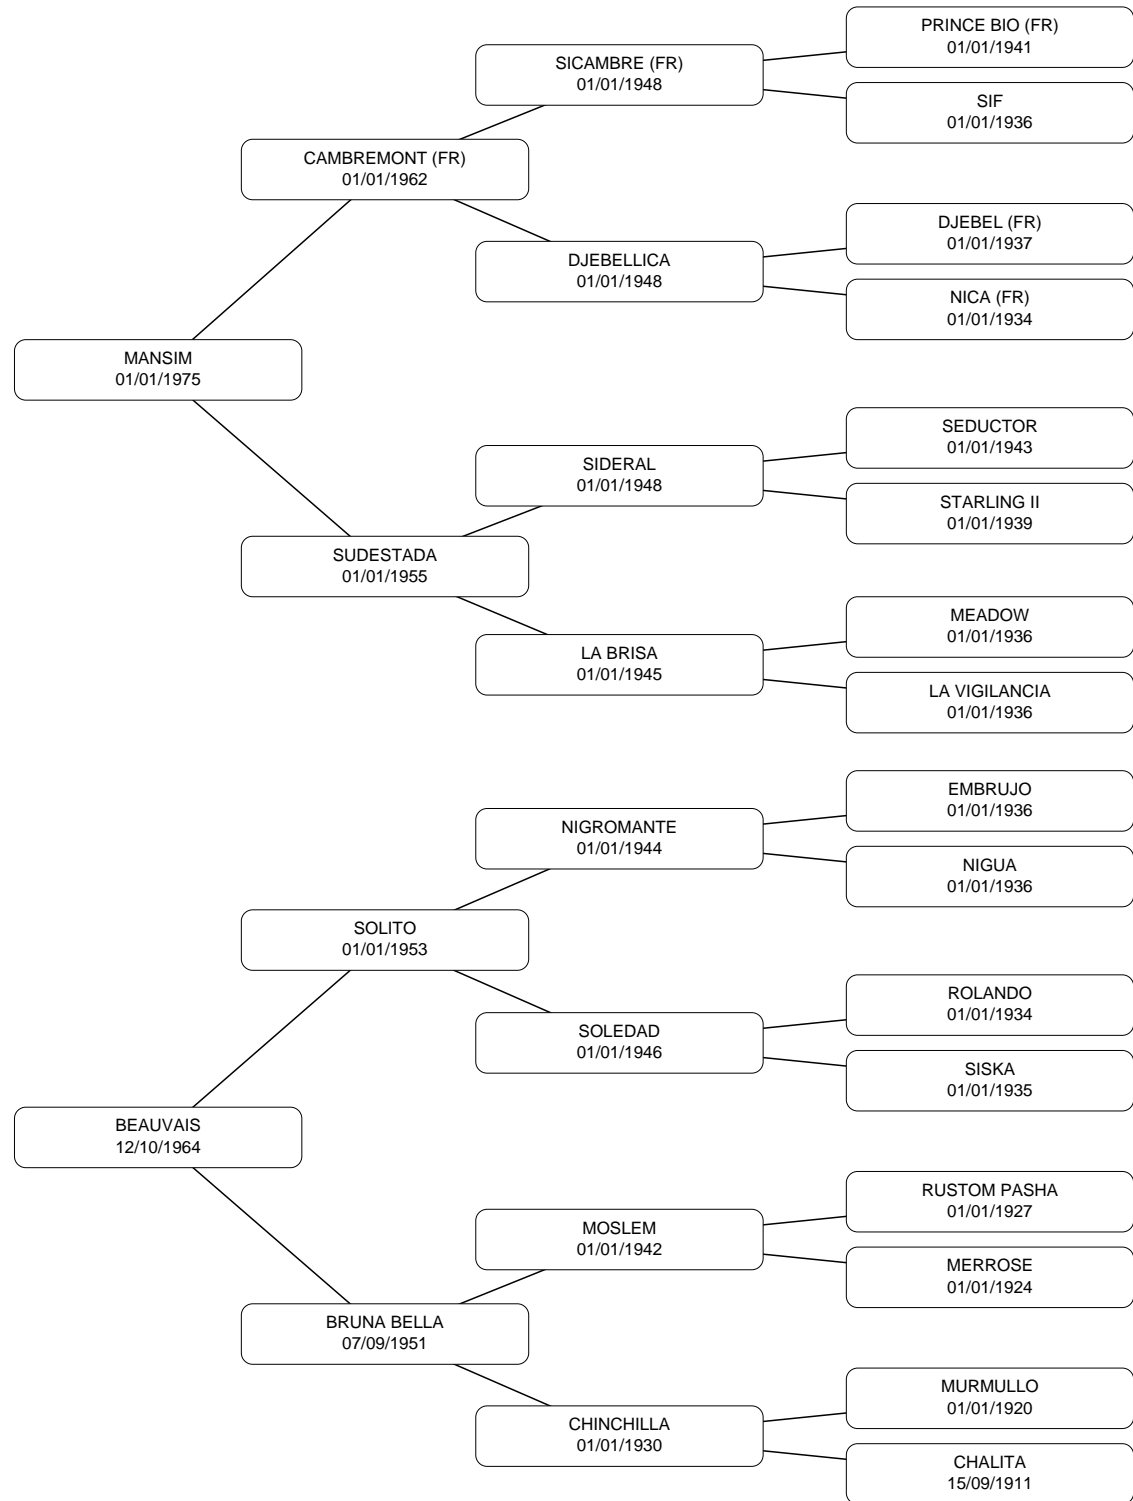 PRINCE BIO (FR)
01/01/1941
SICAMBRE (FR)
01/01/1948
SIF
01/01/1936
CAMBREMONT (FR)
01/01/1962
DJEBEL (FR)
01/01/1937
DJEBELLICA
01/01/1948
NICA (FR)
01/01/1934
MANSIM
01/01/1975
SEDUCTOR
01/01/1943
SIDERAL
01/01/1948
STARLING II
01/01/1939
SUDESTADA
01/01/1955
MEADOW
01/01/1936
LA BRISA
01/01/1945
LA VIGILANCIA
01/01/1936
EMBRUJO
01/01/1936
NIGROMANTE
01/01/1944
NIGUA
01/01/1936
SOLITO
01/01/1953
ROLANDO
01/01/1934
SOLEDAD
01/01/1946
SISKA
01/01/1935
BEAUVAIS
12/10/1964
RUSTOM PASHA
01/01/1927
MOSLEM
01/01/1942
MERROSE
01/01/1924
BRUNA BELLA
07/09/1951
MURMULLO
01/01/1920
CHINCHILLA
01/01/1930
CHALITA
15/09/1911